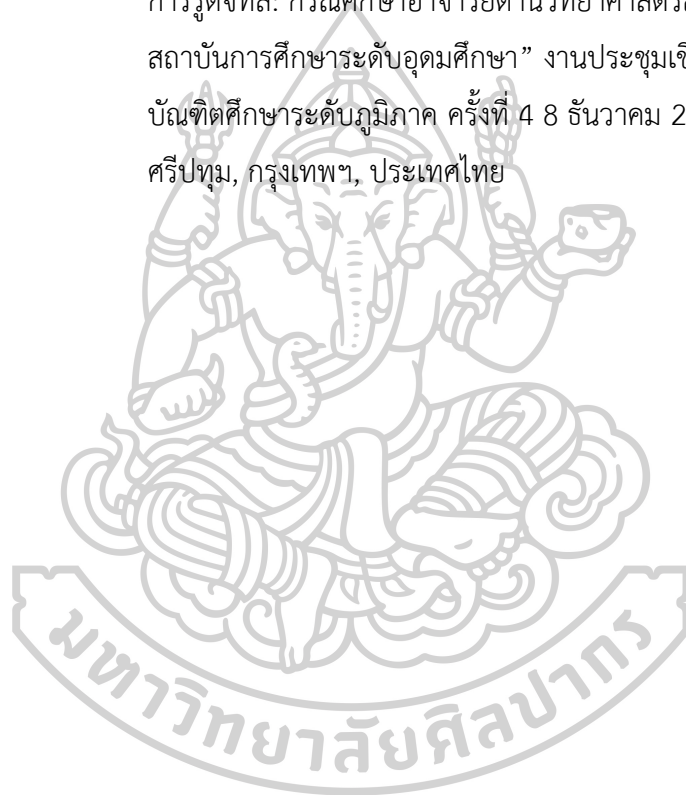 การรู้ดิจิทัล: กรณีศึกษาอาจารย์ด้านวิทยาศาสตร์
สถาบันการศึกษาระดับอุดมศึกษา” งานประชุมเชิ
บัณฑิตศึกษาระดับภูมิภาค ครั้งที่ 4 8 ธันวาคม 2
ศรีปทุม, กรุงเทพฯ, ประเทศไทย
มหาวิทยาลัยศิลปากร